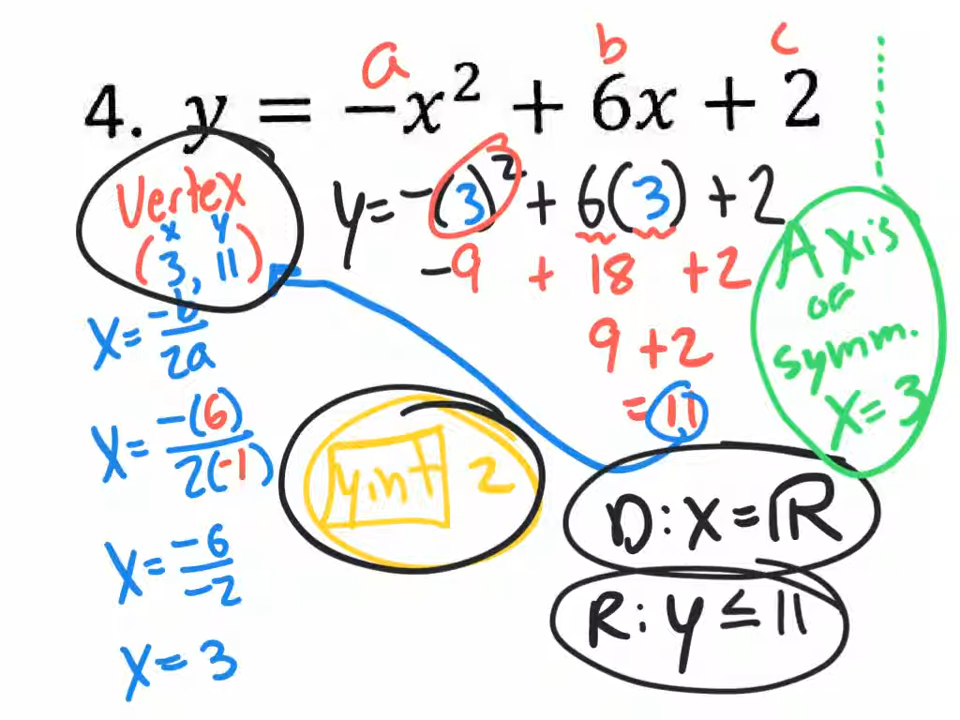 a b c
4. y = −x² + 6x + 2
Vertex
x y
(3, 11)
y = -(3)² + 6(3) + 2
-9 + 18 + 2
9 + 2
= 11
X = -b/2a
X = -(6)/2(-1)
X = -6/-2
X = 3
y int 2
Axis
of
symm.
X = 3
D: X = ℝ
R: y ≤ 11